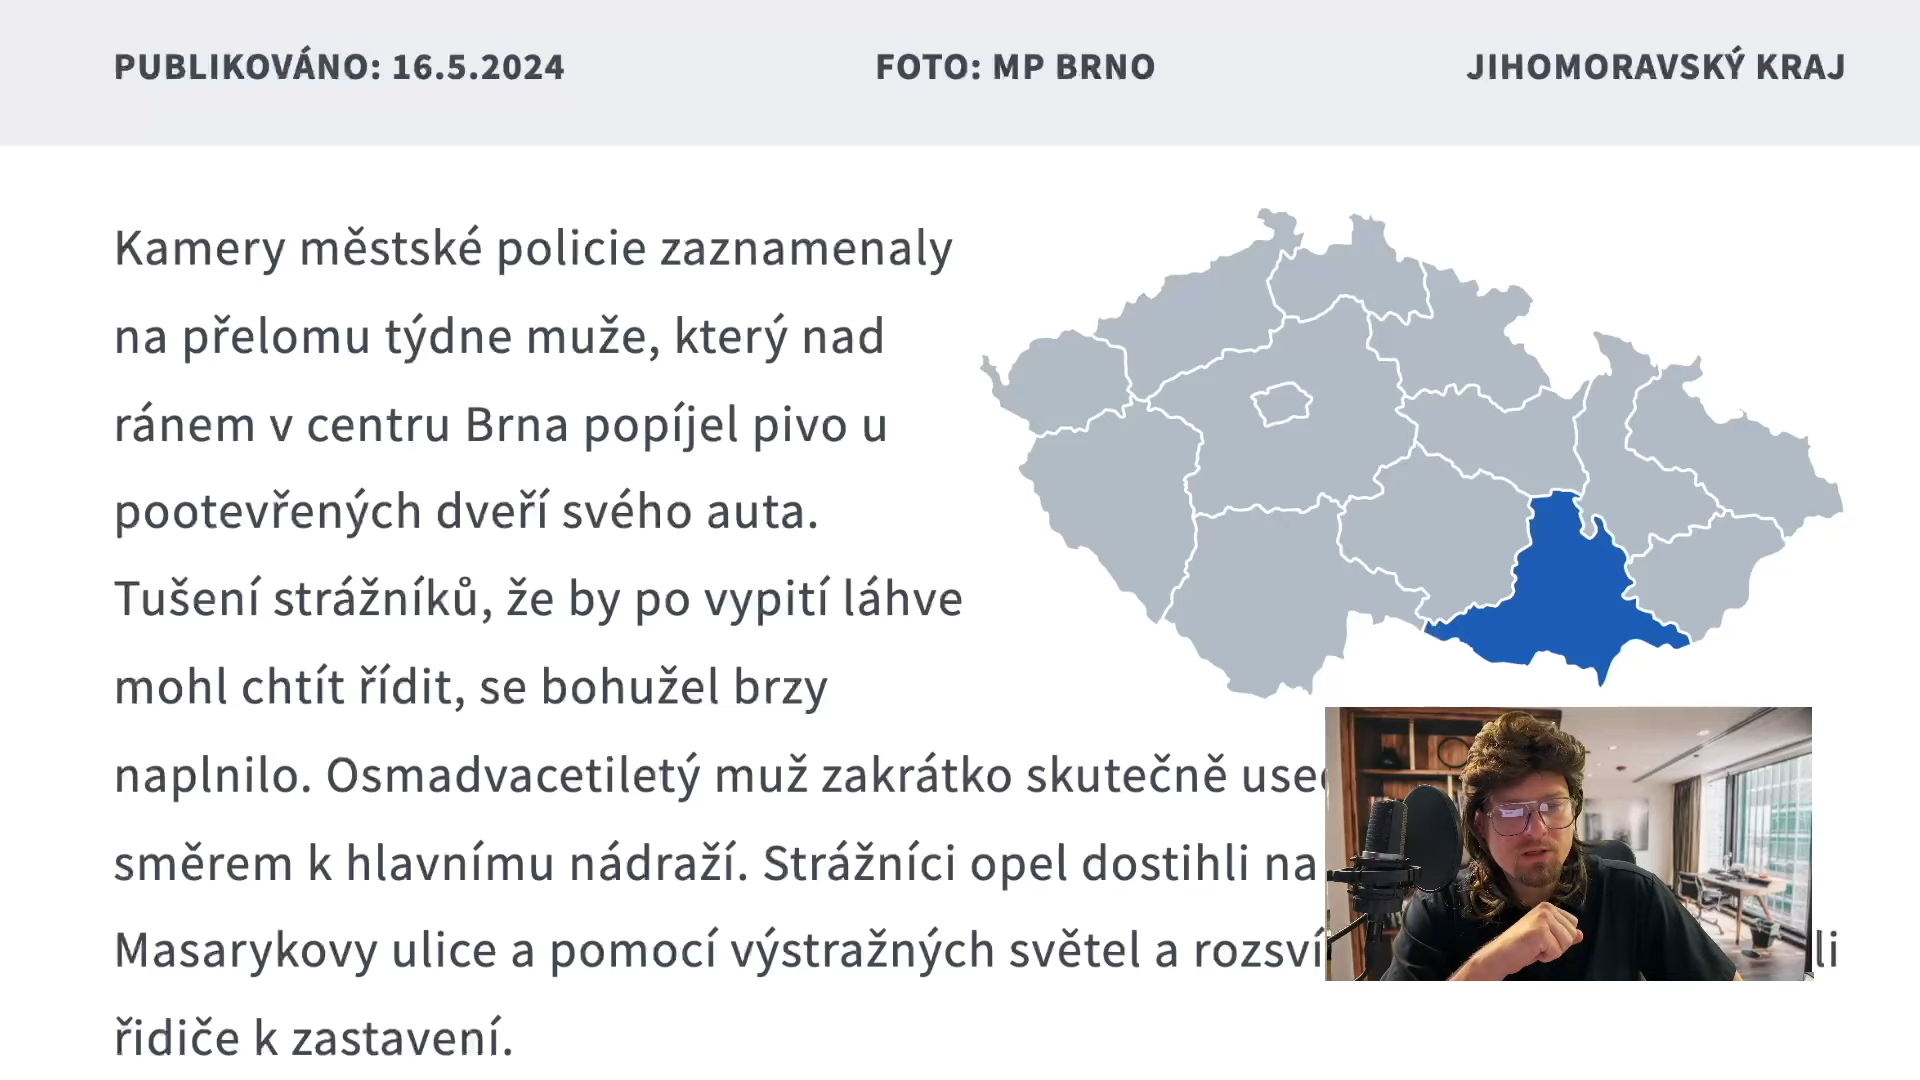 PUBLIKOVÁNO: 16.5.2024
FOTO: MP BRNO
JIHOMORAVSKÝ KRAJ
Kamery městské policie zaznamenaly
na přelomu týdne muže, který nad
ránem v centru Brna popíjel pivo u
pootevřených dveří svého auta.
Tušení strážníků, že by po vypití láhve
mohl chtít řídit, se bohužel brzy
naplnilo. Osmadvacetiletý muž zakrátko skutečně
směrem k hlavnímu nádraží. Strážníci opel dostihli na
Masarykovy ulice a pomocí výstražných světel a
řidiče k zastavení.